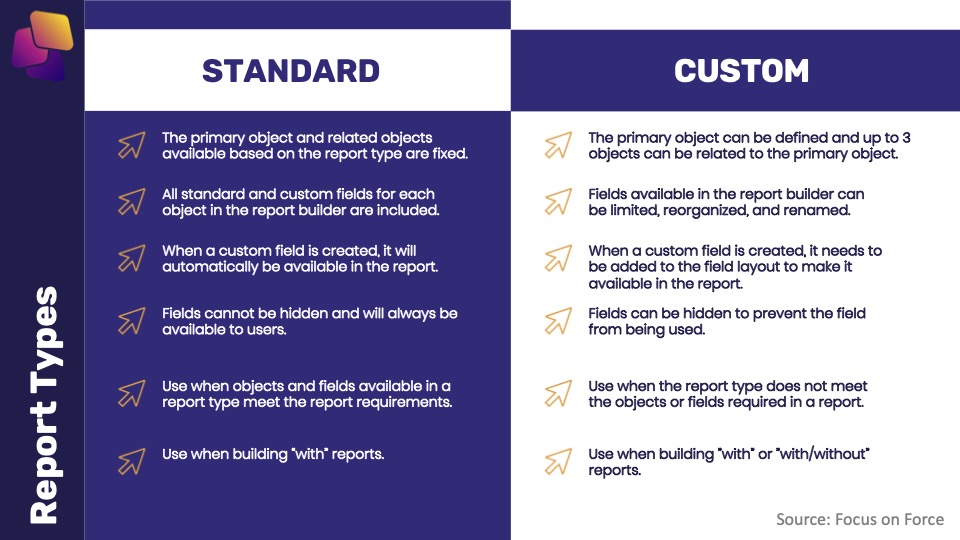 Report Types
STANDARD
The primary object and related objects
available based on the report type are fixed.
All standard and custom fields for each
object in the report builder are included.
When a custom field is created, it will
automatically be available in the report.
Fields cannot be hidden and will always be
available to users.
Use when objects and fields available in a
report type meet the report requirements.
Use when building "with" reports.
CUSTOM
The primary object can be defined and up to 3
objects can be related to the primary object.
Fields available in the report builder can
be limited, reorganized, and renamed.
When a custom field is created, it needs to
be added to the field layout to make it
available in the report.
Fields can be hidden to prevent the field
from being used.
Use when the report type does not meet
the objects or fields required in a report.
Use when building "with" or "with/without"
reports.
Source: Focus on Force